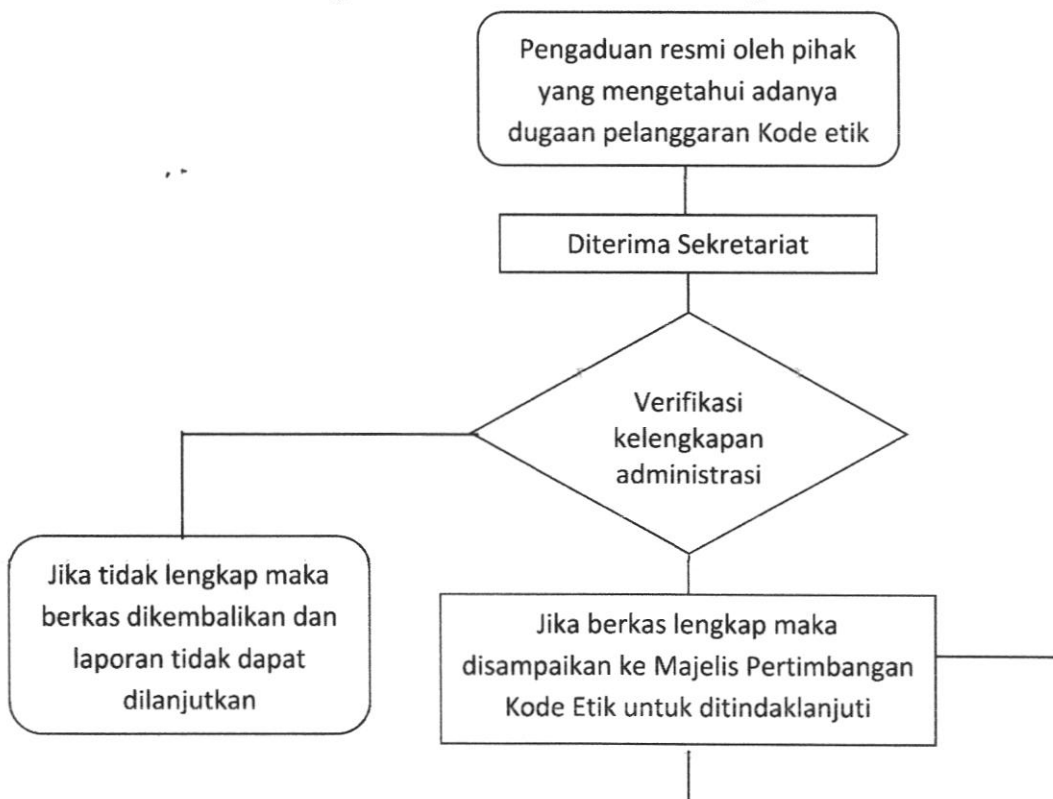 Pengaduan resmi oleh pihak
yang mengetahui adanya
dugaan pelanggaran Kode etik
Diterima Sekretariat
Verifikasi
kelengkapan
administrasi
Jika tidak lengkap maka
berkas dikembalikan dan
laporan tidak dapat
dilanjutkan
Jika berkas lengkap maka
disampaikan ke Majelis Pertimbangan
Kode Etik untuk ditindaklanjuti